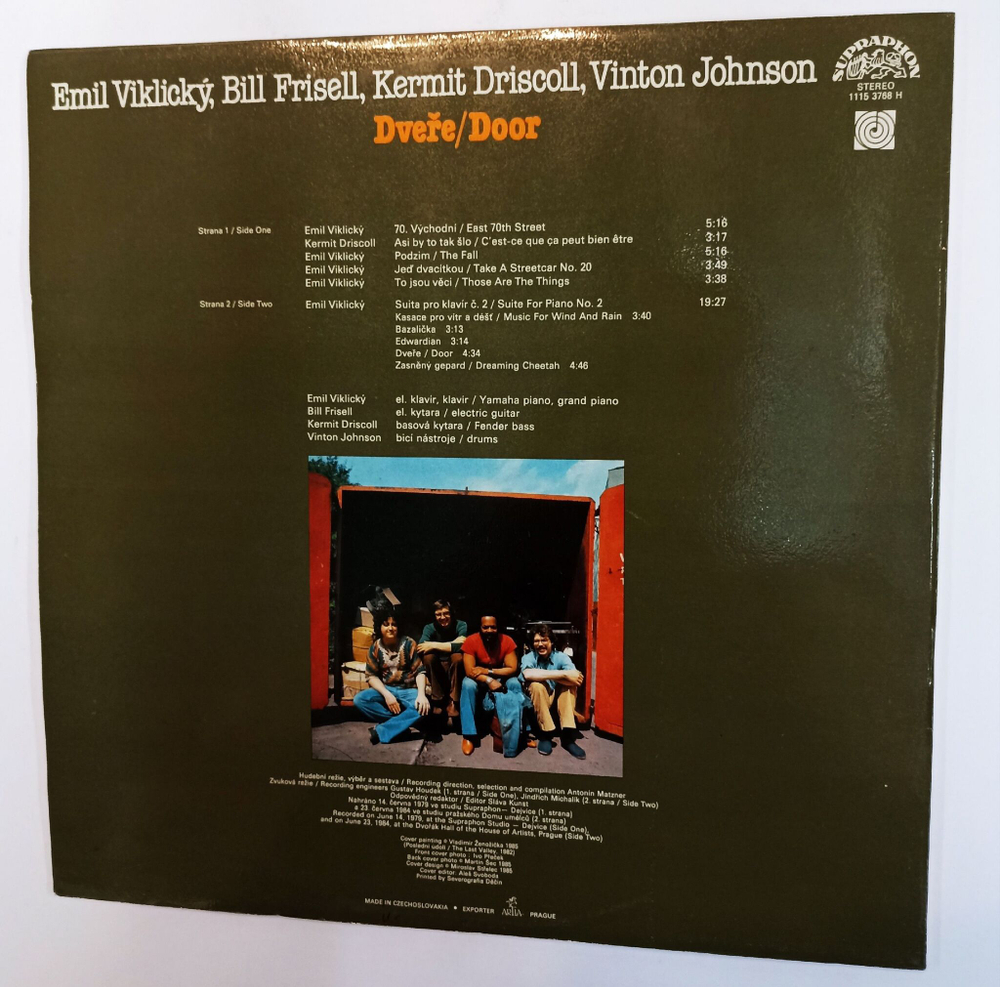 Emil Viklický, Bill Frisell, Kermit Driscoll, Vinton Johnson
Dveře/Door
SUPRAPHON
STEREO
1115 3768 H
Strana 1 / Side One Emil Viklický 70. Východní / East 70th Street 5:16
Kermit Driscoll Asi by to tak šlo / C'est-ce que ça peut bien être 3:17
Emil Viklický Podzim / The Fall 5:16
Emil Viklický Jeď dvacítkou / Take A Streetcar No. 20 3:49
Emil Viklický To jsou věci / Those Are The Things 3:38
Strana 2 / Side Two Emil Viklický Suita pro klavír č. 2 / Suite For Piano No. 2 19:27
Kasace pro vítr a déšť / Music For Wind And Rain 3:40
Bazalička 3:13
Edwardian 3:14
Dveře / Door 4:34
Zasněný gepard / Dreaming Cheetah 4:46
Emil Viklický el. klavír, klavír / Yamaha piano, grand piano
Bill Frisell el. kytara / electric guitar
Kermit Driscoll basová kytara / Fender bass
Vinton Johnson bicí nástroje / drums
Hudební režie, výběr a sestava / Recording direction, selection and compilation Antonín Matzner
Zvuková režie / Recording engineers Gustav Houdek (1. strana / Side One), Jindřich Michalik (2. strana / Side Two)
Odpovědný redaktor / Editor Sláva Kunst
Nahráno 14. června 1979 ve studiu Supraphon — Dejvice (1. strana)
a 23. června 1984 ve studiu pražského Domu umělců (2. strana)
Recorded on June 14, 1979, at the Supraphon Studio — Dejvice (Side One),
and on June 23, 1984, at the Dvořák Hall of the House of Artists, Prague (Side Two)
Cover painting © Vladimír Ženožička 1985
(Poslední údolí / The Last Valley, 1982)
Front cover photo Ivo Přeček
Back cover photo © Martin Šec 1985
Cover design © Miroslav Střelec 1985
Cover editor: Aleš Svoboda
Printed by Severografia Děčín
MADE IN CZECHOSLOVAKIA • EXPORTER ARTIA PRAGUE